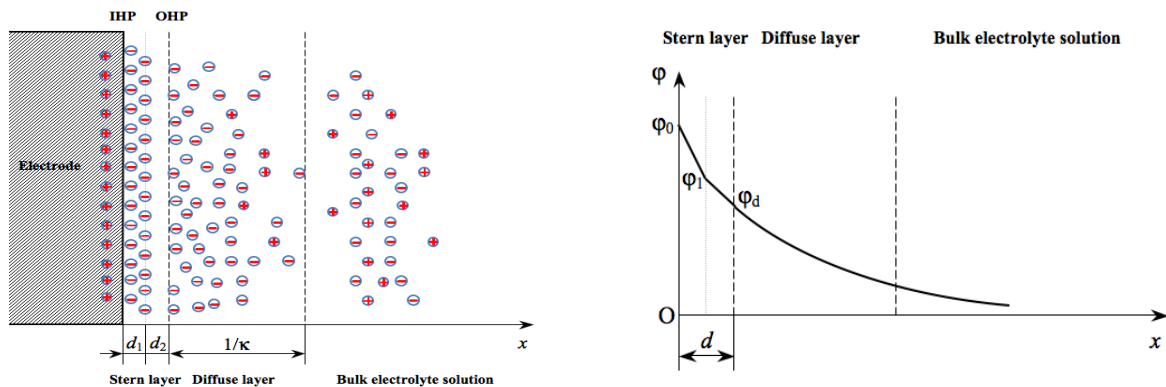 IHP OHP
Electrode
d₁ d₂ 1/κ x
Stern layer Diffuse layer Bulk electrolyte solution
Stern layer Diffuse layer Bulk electrolyte solution
φ
φ₀
φ₁ φd
O
d x